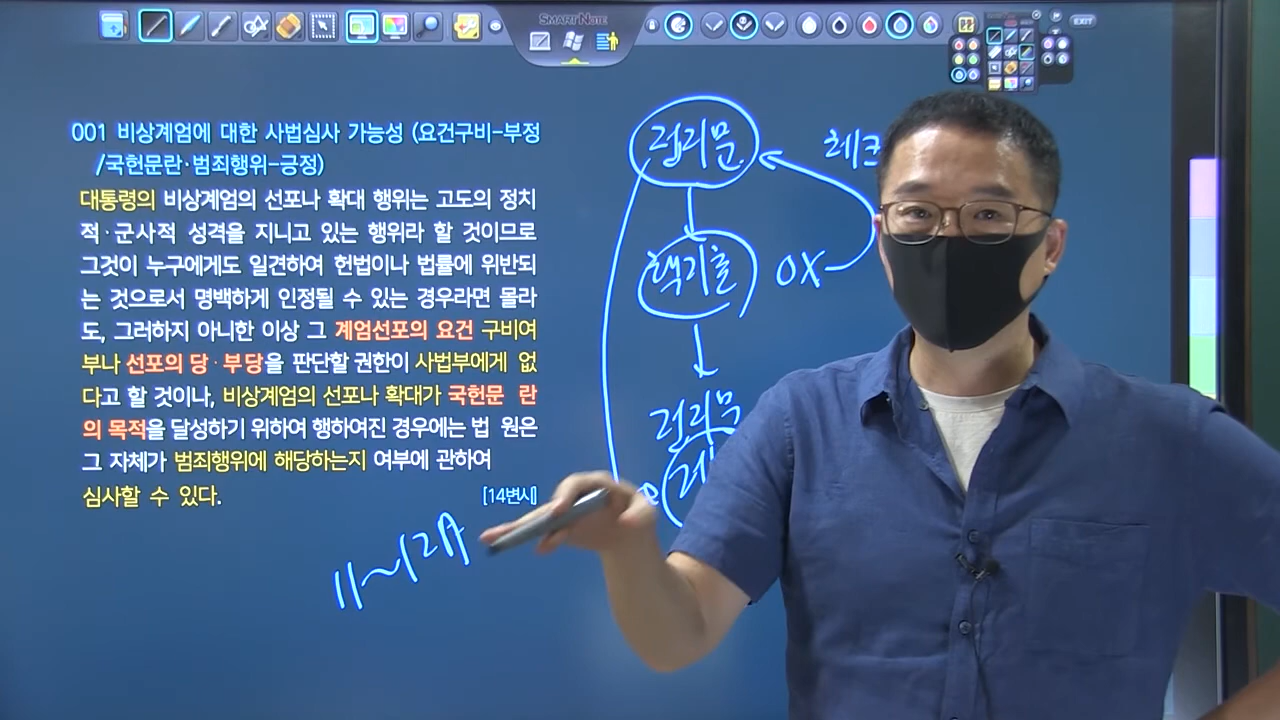 SMART NOTE
EXIT
001 비상계엄에 대한 사법심사 가능성 (요건구비-부정
/국헌문란·범죄행위-긍정)
대통령의 비상계엄의 선포나 확대 행위는 고도의 정치
적·군사적 성격을 지니고 있는 행위라 할 것이므로
그것이 누구에게도 일견하여 헌법이나 법률에 위반되
는 것으로서 명백하게 인정될 수 있는 경우라면 몰라
도, 그러하지 아니한 이상 그 계엄선포의 요건 구비여
부나 선포의 당·부당을 판단할 권한이 사법부에게 없
다고 할 것이나, 비상계엄의 선포나 확대가 국헌문 란
의 목적을 달성하기 위하여 행하여진 경우에는 법 원은
그 자체가 범죄행위에 해당하는지 여부에 관하여
심사할 수 있다.
[14변시]
11~12月
체크
핵기출
OX